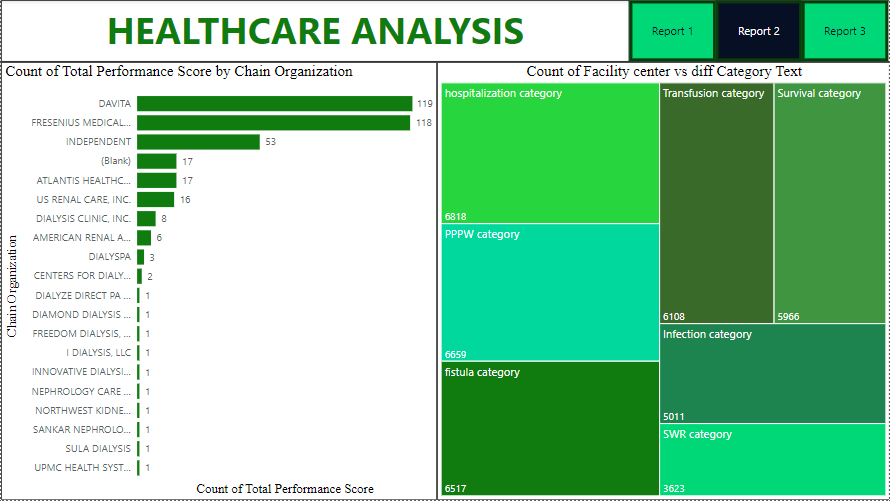 HEALTHCARE ANALYSIS
Report 1
Report 2
Report 3
Count of Total Performance Score by Chain Organization
Chain Organization
DAVITA 119
FRESENIUS MEDICAL... 118
INDEPENDENT 53
(Blank) 17
ATLANTIS HEALTHC... 17
US RENAL CARE, INC. 16
DIALYSIS CLINIC, INC. 8
AMERICAN RENAL A... 6
DIALYSPA 3
CENTERS FOR DIALY... 2
DIALYZE DIRECT PA ... 1
DIAMOND DIALYSIS ... 1
FREEDOM DIALYSIS, ... 1
I DIALYSIS, LLC 1
INNOVATIVE DIALYSI... 1
NEPHROLOGY CARE ... 1
NORTHWEST KIDNE... 1
SANKAR NEPHROLO... 1
SULA DIALYSIS 1
UPMC HEALTH SYST... 1
Count of Total Performance Score
Count of Facility center vs diff Category Text
hospitalization category
6818
PPPW category
6659
fistula category
6517
Transfusion category
6108
Survival category
5966
Infection category
5011
SWR category
3623